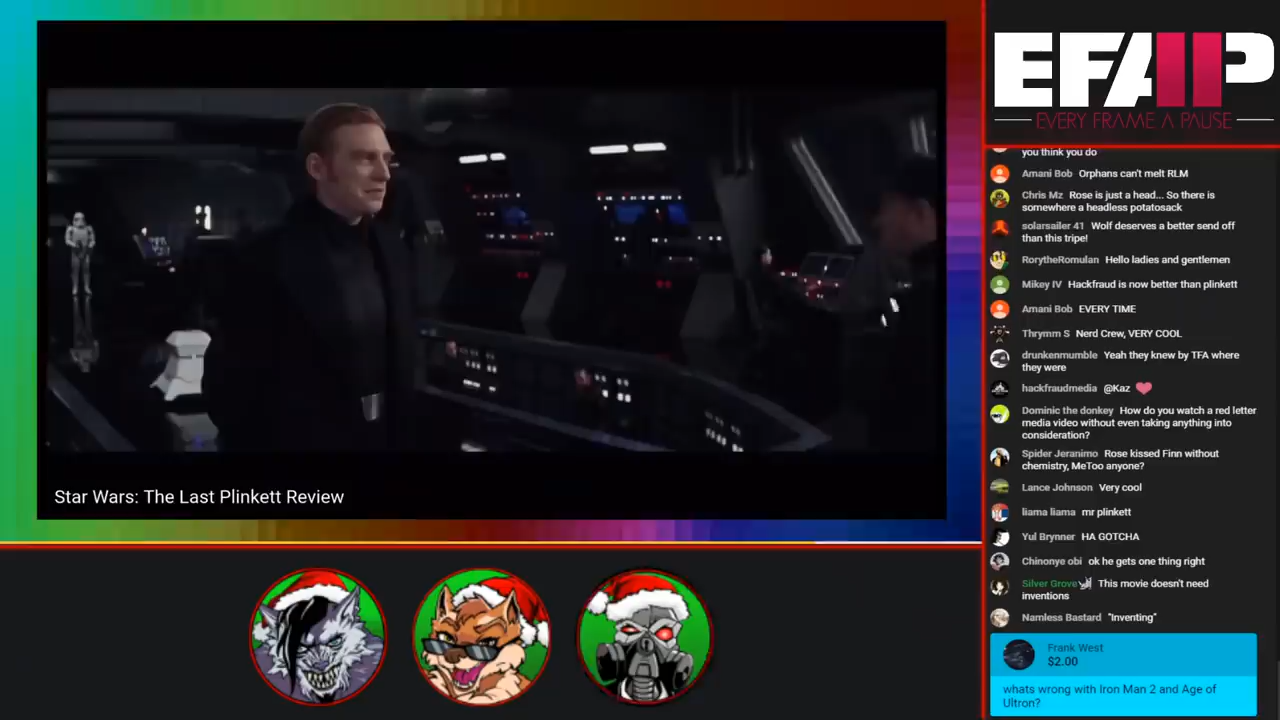 EFAP
EVERY FRAME A PAUSE
you think you do
Amani Bob Orphans can't melt RLM
Chris Mz Rose is just a head... So there is
somewhere a headless potatosack
solarsailer 41 Wolf deserves a better send off
than this tripe!
RorytheRomulan Hello ladies and gentlemen
Mikey IV Hackfraud is now better than plinkett
Amani Bob EVERY TIME
Thrymm S Nerd Crew, VERY COOL
drunkenmumble Yeah they knew by TFA where
they were
hackfraudmedia @Kaz
Dominic the donkey How do you watch a red letter
media video without even taking anything into
consideration?
Spider Jeranimo Rose kissed Finn without
chemistry, MeToo anyone?
Lance Johnson Very cool
liama liama mr plinkett
Yul Brynner HA GOTCHA
Chinonye obi ok he gets one thing right
Silver Grove This movie doesn't need
inventions
Namless Bastard "Inventing"
Frank West
$2.00
whats wrong with Iron Man 2 and Age of
Ultron?
Star Wars: The Last Plinkett Review